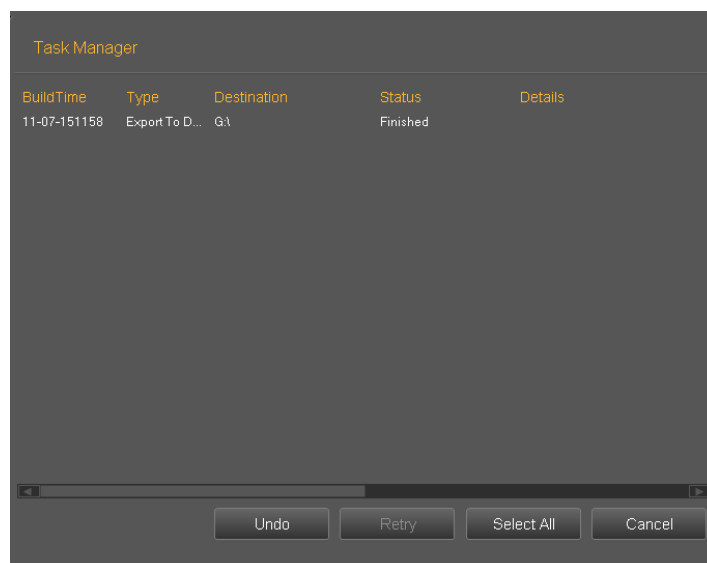 Task Manager
BuildTime Type Destination Status Details
11-07-151158 Export To D... G:\ Finished
Undo Retry Select All Cancel